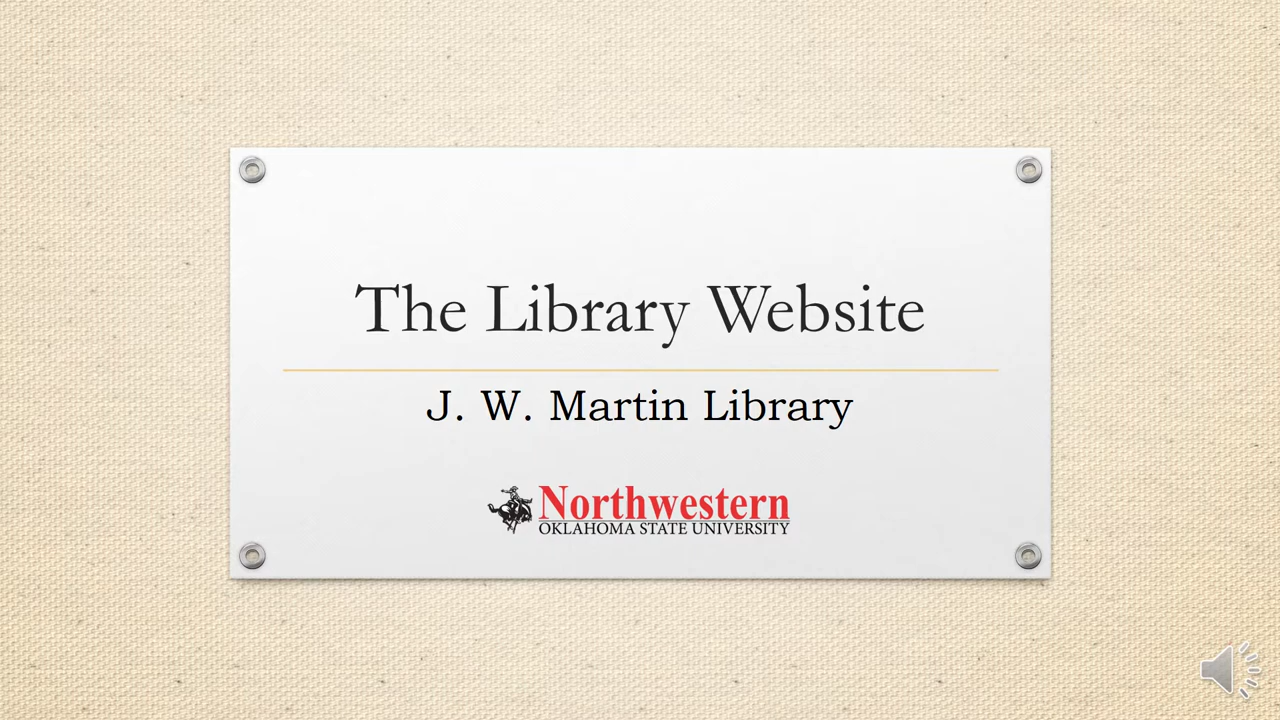 The Library Website
J. W. Martin Library
Northwestern
OKLAHOMA STATE UNIVERSITY